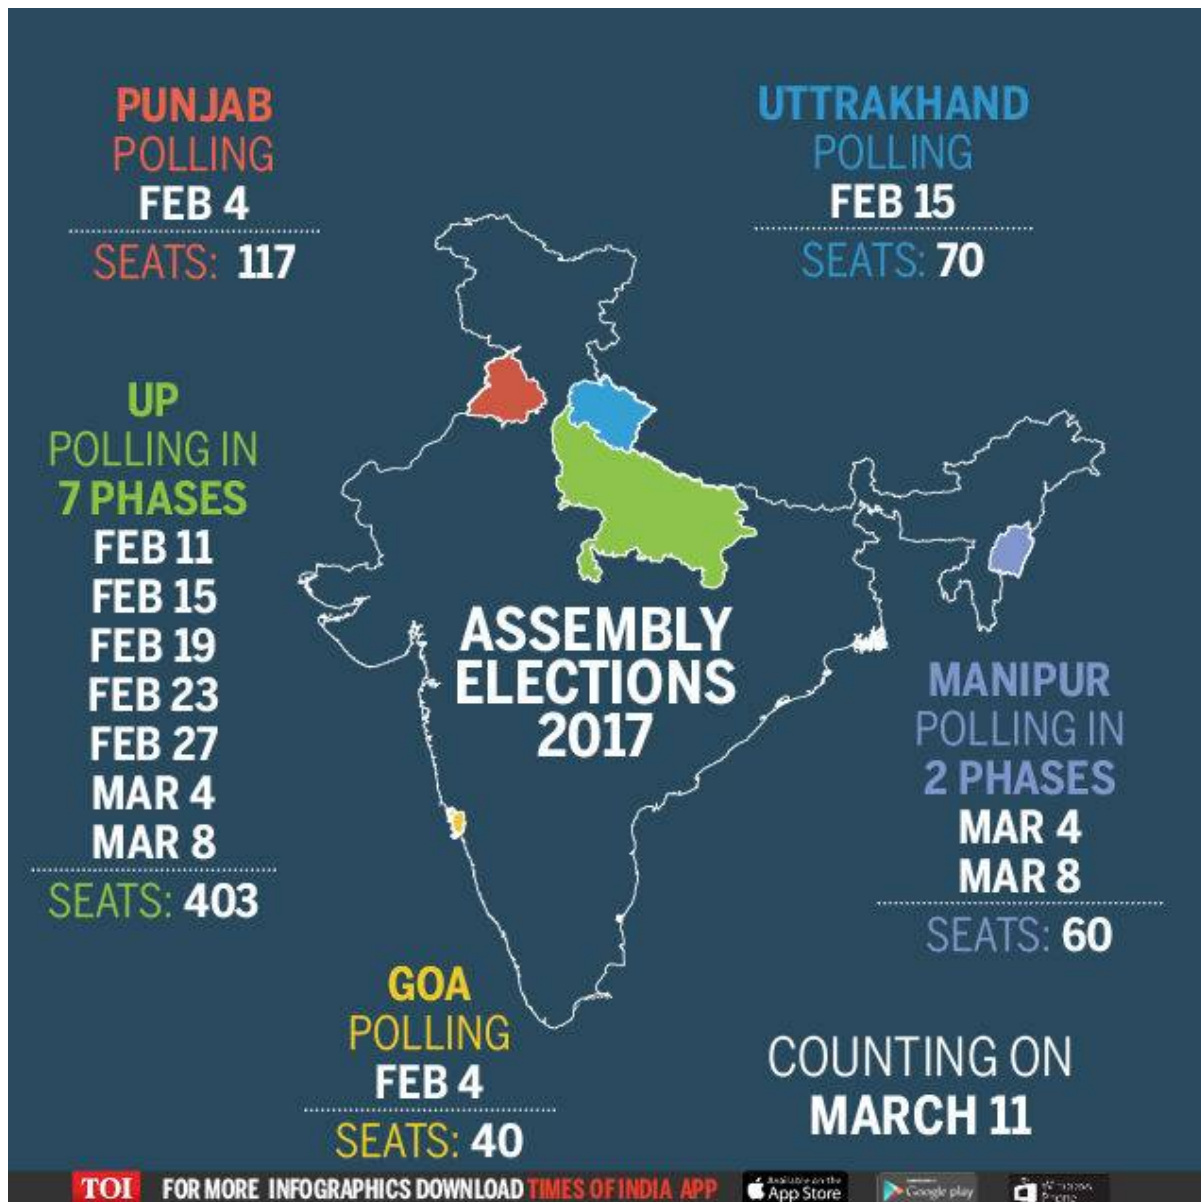 PUNJAB
POLLING
FEB 4
SEATS: 117
UTTRAKHAND
POLLING
FEB 15
SEATS: 70
UP
POLLING IN
7 PHASES
FEB 11
FEB 15
FEB 19
FEB 23
FEB 27
MAR 4
MAR 8
SEATS: 403
ASSEMBLY
ELECTIONS
2017
MANIPUR
POLLING IN
2 PHASES
MAR 4
MAR 8
SEATS: 60
GOA
POLLING
FEB 4
SEATS: 40
COUNTING ON
MARCH 11
TOI FOR MORE INFOGRAPHICS DOWNLOAD TIMES OF INDIA APP
Available on the
App Store
Google play